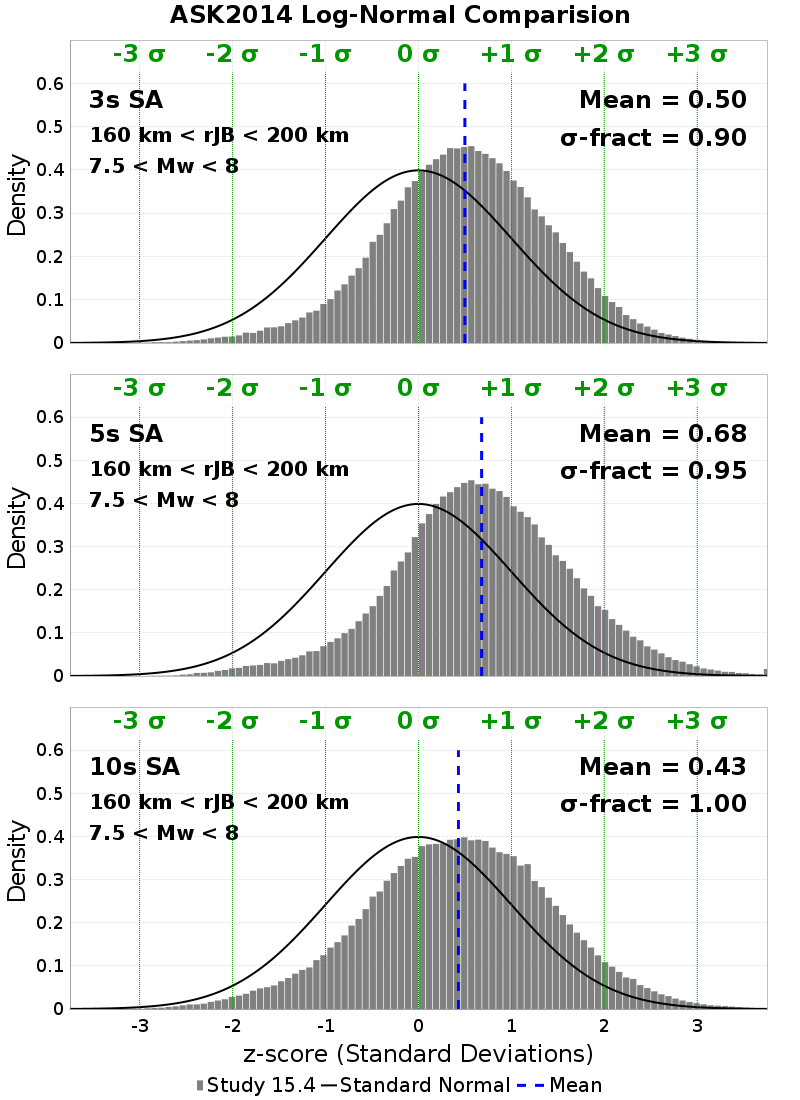 ASK2014 Log-Normal Comparision
-3 σ -2 σ -1 σ 0 σ +1 σ +2 σ +3 σ
0.6
3s SA Mean = 0.50
0.5
160 km < rJB < 200 km σ-fract = 0.90
7.5 < Mw < 8
0.4
0.3
0.2
0.1
0
Density
-3 σ -2 σ -1 σ 0 σ +1 σ +2 σ +3 σ
0.6
5s SA Mean = 0.68
0.5
160 km < rJB < 200 km σ-fract = 0.95
7.5 < Mw < 8
0.4
0.3
0.2
0.1
0
Density
-3 σ -2 σ -1 σ 0 σ +1 σ +2 σ +3 σ
0.6
10s SA Mean = 0.43
0.5
160 km < rJB < 200 km σ-fract = 1.00
7.5 < Mw < 8
0.4
0.3
0.2
0.1
0
Density
-3 -2 -1 0 1 2 3
z-score (Standard Deviations)
Study 15.4 Standard Normal Mean